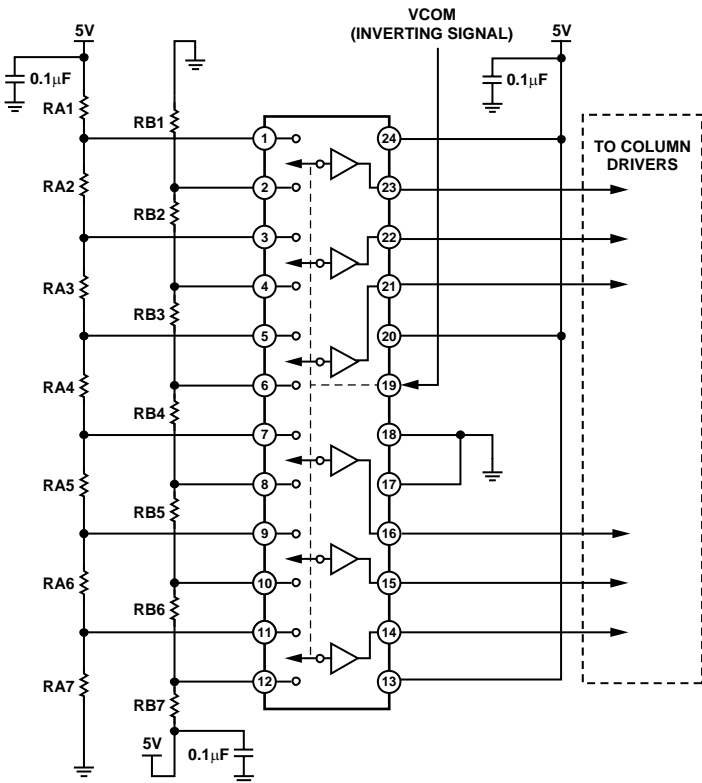 VCOM
(INVERTING SIGNAL)
5V
5V
0.1μF
0.1μF
RA1
RB1
TO COLUMN
DRIVERS
1
24
RA2
2
23
RB2
3
22
RA3
4
21
RB3
5
20
RA4
6
19
RB4
7
18
RA5
8
17
RB5
9
16
RA6
10
15
RB6
11
14
RA7
12
13
RB7
5V
0.1μF